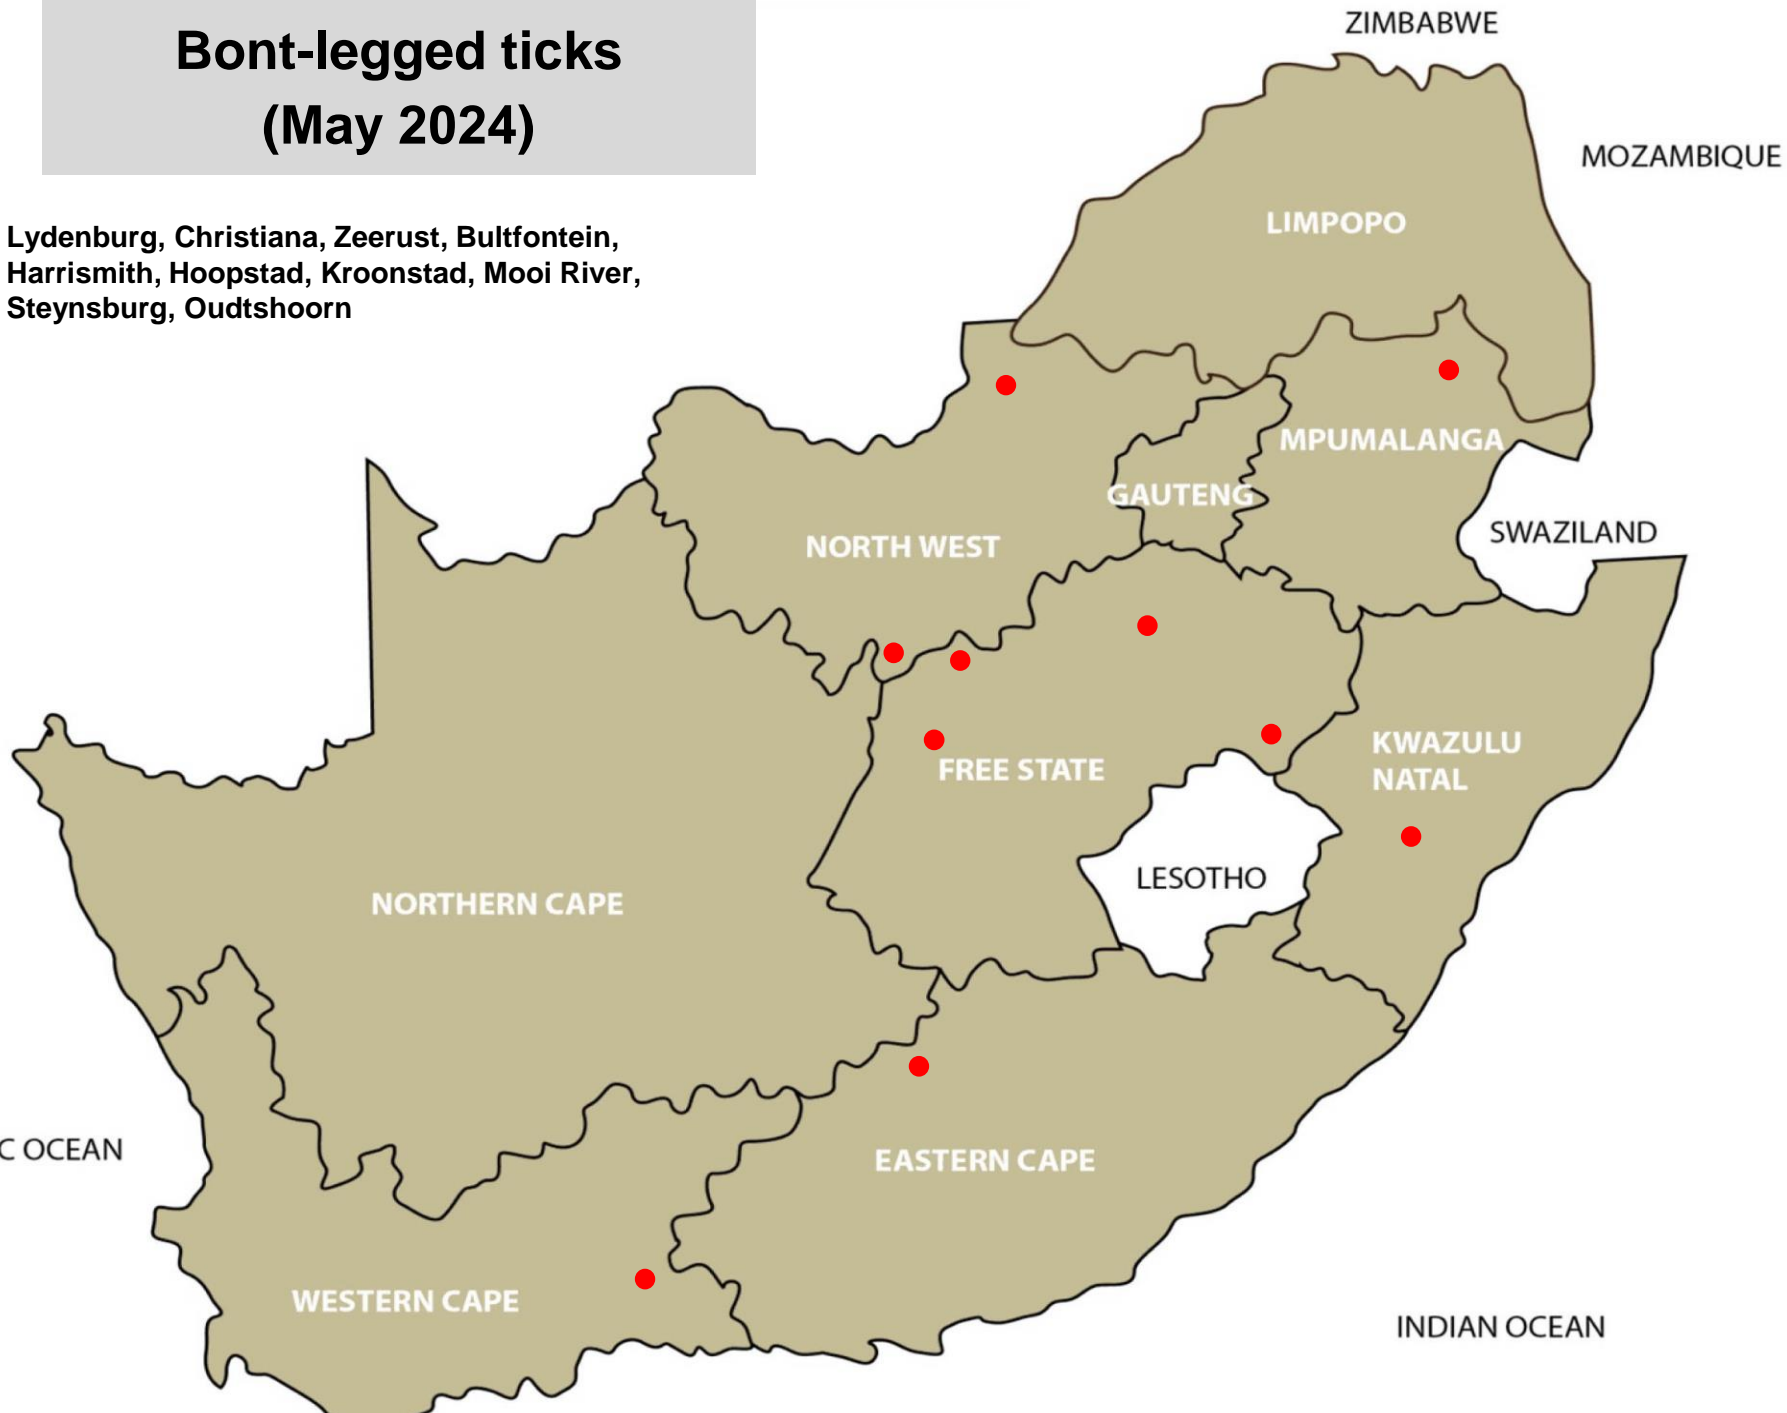 Bont-legged ticks
(May 2024)
Lydenburg, Christiana, Zeerust, Bultfontein,
Harrismith, Hoopstad, Kroonstad, Mooi River,
Steynsburg, Oudtshoorn
ZIMBABWE
MOZAMBIQUE
LIMPOPO
MPUMALANGA
GAUTENG
SWAZILAND
NORTH WEST
KWAZULU
NATAL
FREE STATE
LESOTHO
NORTHERN CAPE
C OCEAN
EASTERN CAPE
WESTERN CAPE
INDIAN OCEAN